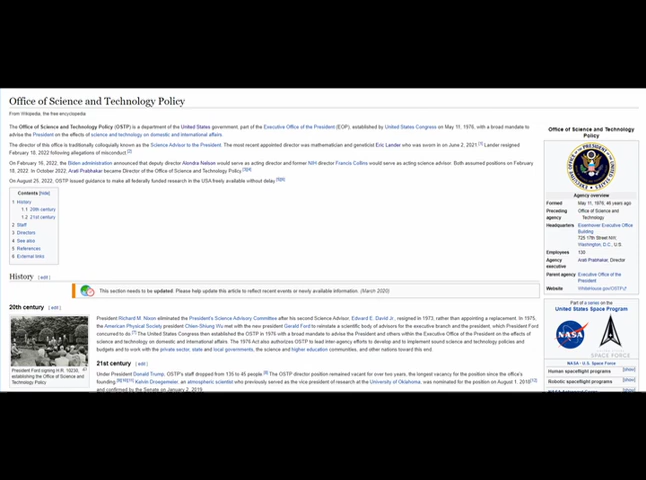 Office of Science and Technology Policy
From Wikipedia, the free encyclopedia
The Office of Science and Technology Policy (OSTP) is a department of the United States government, part of the Executive Office of the President (EOP), established by United States Congress on May 11, 1976, with a broad mandate to
advise the President on the effects of science and technology on domestic and international affairs.
The director of this office is traditionally colloquially known as the Science Advisor to the President. The most recent appointed director was mathematician and geneticist Eric Lander who was sworn in on June 2, 2021. Lander resigned
February 18, 2022 following allegations of misconduct.
On February 16, 2022, the Biden administration announced that deputy director Alondra Nelson would serve as acting director and former NIH director Francis Collins would serve as acting science advisor. Both assumed positions on February
18, 2022. In October 2022, Arati Prabhakar became Director of the Office of Science and Technology Policy.
On August 25, 2022, OSTP issued guidance to make all federally funded research in the USA freely available without delay.
Contents [hide]
1 History
1.1 20th century
1.2 21st century
2 Staff
3 Directors
4 See also
5 References
6 External links
History [edit]
This section needs to be updated. Please help update this article to reflect recent events or newly available information. (March 2020)
20th century [edit]
President Richard M. Nixon eliminated the President's Science Advisory Committee after his second Science Advisor, Edward E. David Jr., resigned in 1973, rather than appointing a replacement. In 1975,
the American Physical Society president Chien-Shiung Wu met with the new president Gerald Ford to reinstate a scientific body of advisors for the executive branch and the president, which President Ford
concurred to do. The United States Congress then established the OSTP in 1976 with a broad mandate to advise the President and others within the Executive Office of the President on the effects of
science and technology on domestic and international affairs. The 1976 Act also authorizes OSTP to lead inter-agency efforts to develop and to implement sound science and technology policies and
budgets and to work with the private sector, state and local governments, the science and higher education communities, and other nations toward this end.
President Ford signing H.R. 10230,
establishing the Office of Science and
Technology Policy
21st century [edit]
Under President Donald Trump, OSTP's staff dropped from 135 to 45 people. The OSTP director position remained vacant for over two years, the longest vacancy for the position since the office's
founding. Kelvin Droegemeier, an atmospheric scientist who previously served as the vice president of research at the University of Oklahoma, was nominated for the position on August 1, 2018
and confirmed by the Senate on January 2, 2019.
Office of Science and Technology
Policy
Agency overview
Formed May 11, 1976; 46 years ago
Preceding agency Office of Science and Technology
Headquarters Eisenhower Executive Office Building
725 17th Street NW,
Washington, D.C., U.S.
Employees 130
Agency executive Arati Prabhakar, Director
Parent agency Executive Office of the President
Website WhiteHouse.gov/OSTP
Part of a series on the
United States Space Program
NASA
SPACE FORCE
NASA · U.S. Space Force
Human spaceflight programs [show]
Robotic spaceflight programs [show]